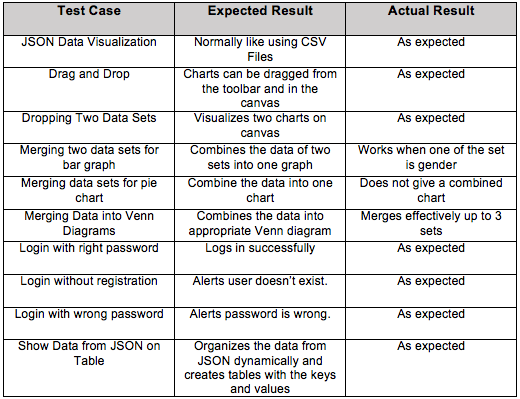 Test Case Expected Result Actual Result
JSON Data Visualization Normally like using CSV As expected
Files
Drag and Drop Charts can be dragged from As expected
the toolbar and in the
canvas
Dropping Two Data Sets Visualizes two charts on As expected
canvas
Merging two data sets for Combines the data of two Works when one of the set
bar graph sets into one graph is gender
Merging data sets for pie Combine the data into one Does not give a combined
chart chart chart
Merging Data into Venn Combines the data into Merges effectively up to 3
Diagrams appropriate Venn diagram sets
Login with right password Logs in successfully As expected
Login without registration Alerts user doesn't exist. As expected
Login with wrong password Alerts password is wrong. As expected
Show Data from JSON on Organizes the data from As expected
Table JSON dynamically and
creates tables with the keys
and values